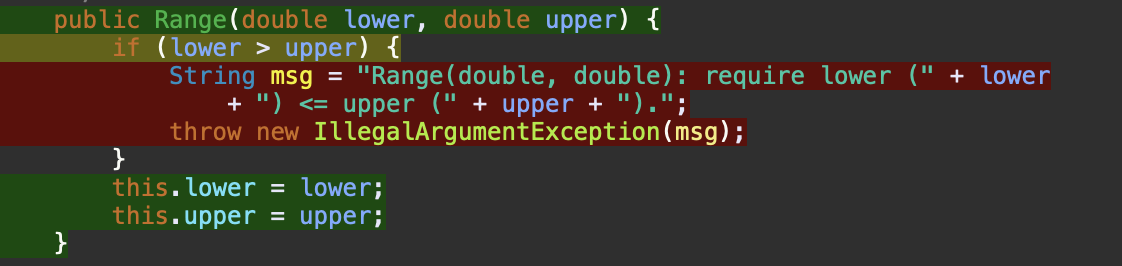 public Range(double lower, double upper) {
if (lower > upper) {
String msg = "Range(double, double): require lower (" + lower
+ ") <= upper (" + upper + ").";
throw new IllegalArgumentException(msg);
}
this.lower = lower;
this.upper = upper;
}